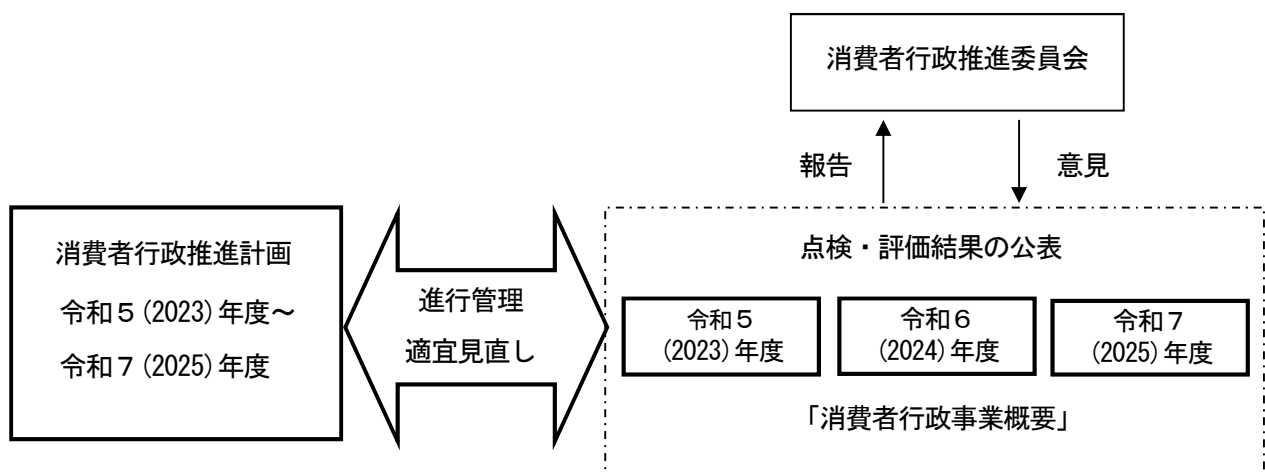 消費者行政推進委員会
報告
意見
消費者行政推進計画
令和５(2023)年度～
令和７(2025)年度
進行管理
適宜見直し
点検・評価結果の公表
令和５
(2023)年度
令和６
(2024)年度
令和７
(2025)年度
「消費者行政事業概要」